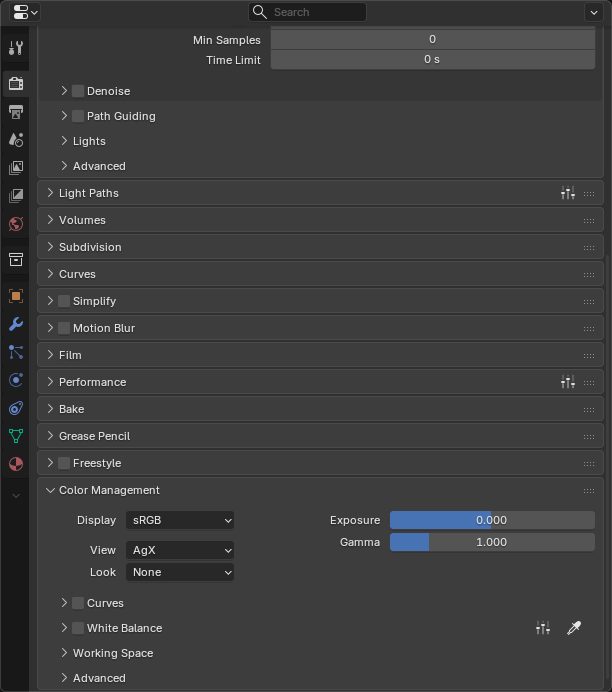 Search
Min Samples 0
Time Limit 0 s
Denoise
Path Guiding
Lights
Advanced
Light Paths
Volumes
Subdivision
Curves
Simplify
Motion Blur
Film
Performance
Bake
Grease Pencil
Freestyle
Color Management
Display sRGB Exposure 0.000
Gamma 1.000
View AgX
Look None
Curves
White Balance
Working Space
Advanced